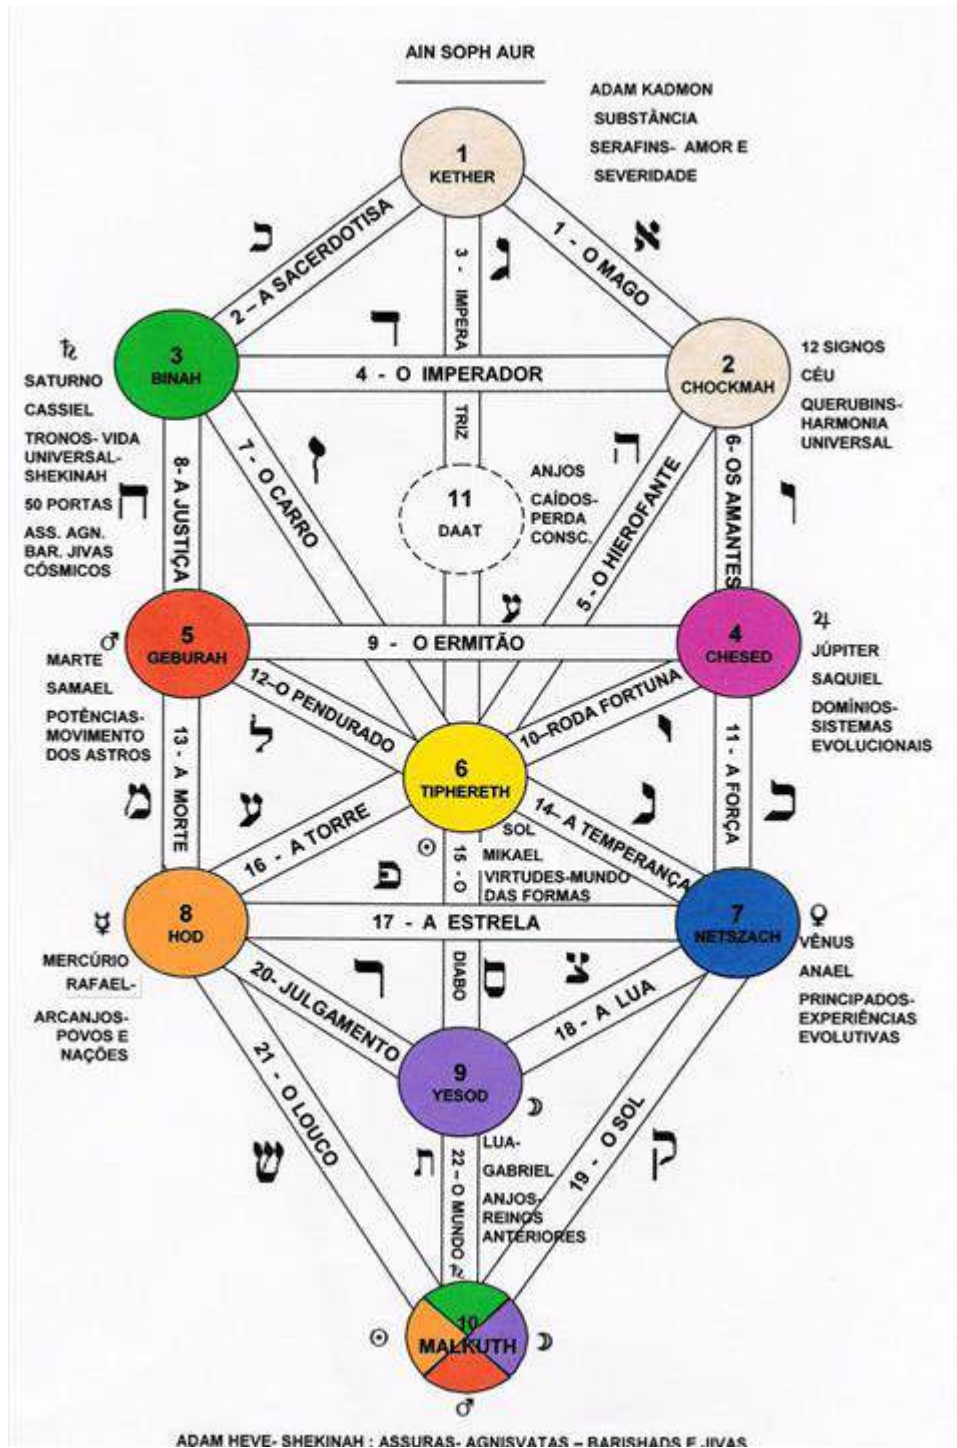 AIN SOPH AUR
ADAM KADMON
SUBSTÂNCIA
SERAFINS- AMOR E
SEVERIDADE
1
KETHER
ב
2 – A SACERDOTISA
3 - IMPERA
ג
1 - O MAGO
א
ד
♄
SATURNO
CASSIEL
TRONOS- VIDA
UNIVERSAL-
SHEKINAH
50 PORTAS
ASS. AGN.
BAR. JIVAS
CÓSMICOS
3
BINAH
4 - O IMPERADOR
2
CHOCKMAH
12 SIGNOS
CÉU
QUERUBINS-
HARMONIA
UNIVERSAL
TRIZ
ח
8- A JUSTIÇA
7- O CARRO
11
DAAT
ANJOS
CAÍDOS-
PERDA
CONSC.
ה
5 - O HIEROFANTE
6- OS AMANTES
ו
♂
MARTE
SAMAEL
POTÊNCIAS-
MOVIMENTO
DOS ASTROS
5
GEBURAH
9 - O ERMITÃO
4
CHESED
♃
JÚPITER
SAQUIEL
DOMÍNIOS-
SISTEMAS
EVOLUCIONAIS
12–O PENDURADO
10–RODA FORTUNA
ל
13 - A MORTE
מ
11 - A FORÇA
כ
6
TIPHERETH
ע
16 - A TORRE
14– A TEMPERANÇA
נ
☉
SOL
MIKAEL
VIRTUDES-MUNDO
DAS FORMAS
15 - O
פ
☿
MERCÚRIO
RAFAEL-
ARCANJOS-
POVOS E
NAÇÕES
8
HOD
17 - A ESTRELA
7
NETSZACH
♀
VÊNUS
ANAEL
PRINCIPADOS-
EXPERIÊNCIAS
EVOLUTIVAS
DIABO
ס
צ
20- JULGAMENTO
18 - A LUA
9
YESOD
☽
21 - O LOUCO
ש
ת
22 – O MUNDO
♄
LUA-
GABRIEL
ANJOS-
REINOS
ANTERIORES
19 - O SOL
ק
☉
10
MALKUTH
☽
♂
ADAM HEVE- SHEKINAH : ASSURAS- AGNISVATAS – BARISHADS E JIVAS